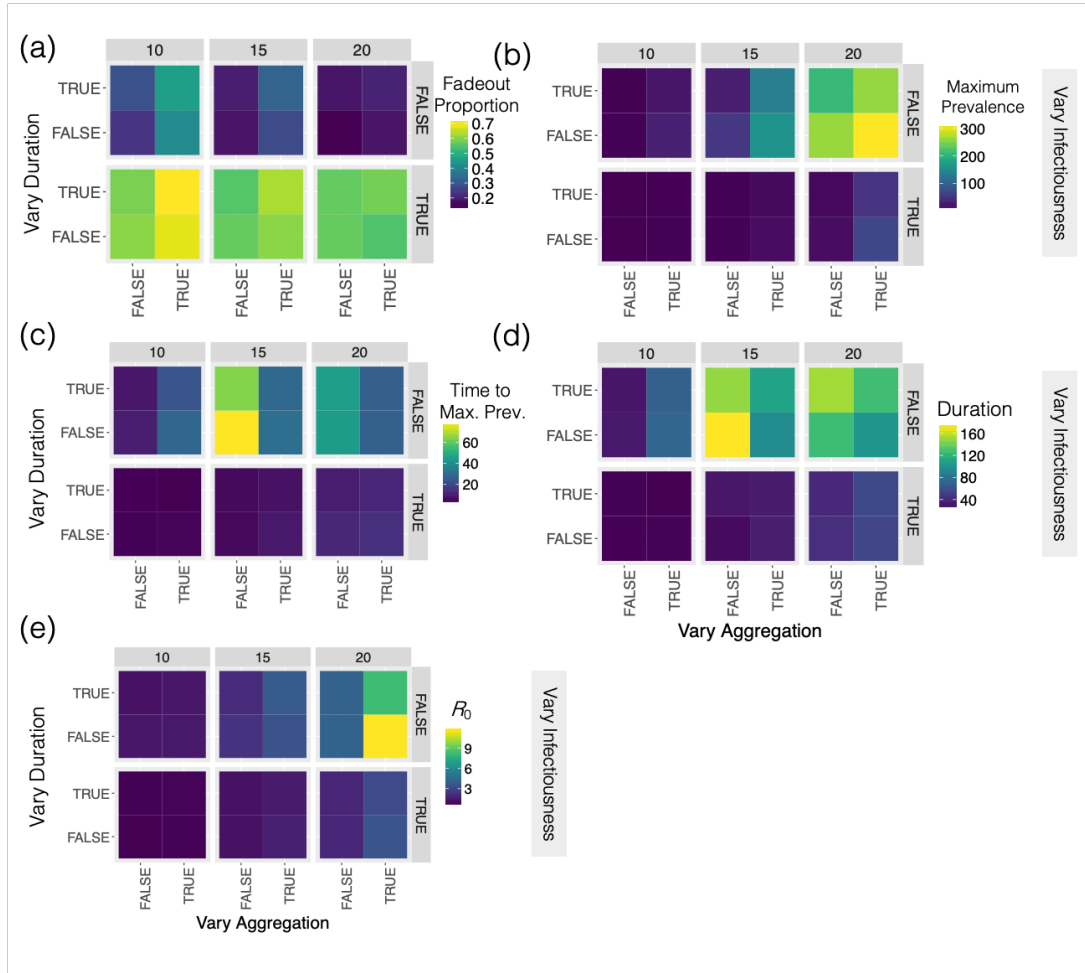 (a)
10 15 20
Vary Duration
TRUE
FALSE
TRUE
FALSE
FALSE
TRUE
FALSE
TRUE
FALSE
TRUE
FALSE
TRUE
Fadeout
Proportion
0.7
0.6
0.5
0.4
0.3
0.2
(b)
10 15 20
TRUE
FALSE
TRUE
FALSE
FALSE
TRUE
FALSE
TRUE
FALSE
TRUE
FALSE
TRUE
Maximum
Prevalence
300
200
100
Vary Infectiousness
(c)
10 15 20
Vary Duration
TRUE
FALSE
TRUE
FALSE
FALSE
TRUE
FALSE
TRUE
FALSE
TRUE
FALSE
TRUE
Time to
Max. Prev.
60
40
20
(d)
10 15 20
TRUE
FALSE
TRUE
FALSE
FALSE
TRUE
FALSE
TRUE
FALSE
TRUE
FALSE
TRUE
Vary Aggregation
Duration
160
120
80
40
Vary Infectiousness
(e)
10 15 20
Vary Duration
TRUE
FALSE
TRUE
FALSE
FALSE
TRUE
FALSE
TRUE
FALSE
TRUE
FALSE
TRUE
Vary Aggregation
R0
9
6
3
Vary Infectiousness